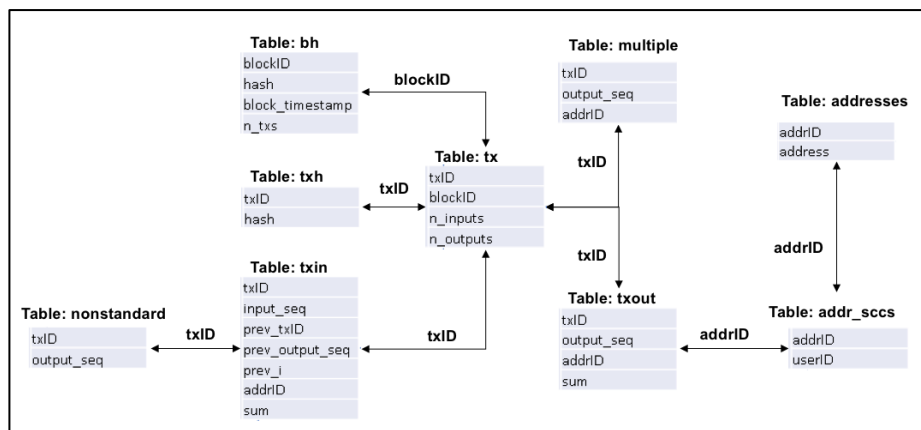 Table: bh
blockID
hash
block_timestamp
n_txs
blockID
Table: multiple
txID
output_seq
addrID
txID
Table: addresses
addrID
address
addrID
Table: txh
txID
hash
txID
Table: tx
txID
blockID
n_inputs
n_outputs
txID
Table: nonstandard
txID
output_seq
txID
Table: txin
txID
input_seq
prev_txID
prev_output_seq
prev_i
addrID
sum
txID
Table: txout
txID
output_seq
addrID
sum
addrID
Table: addr_sccs
addrID
userID